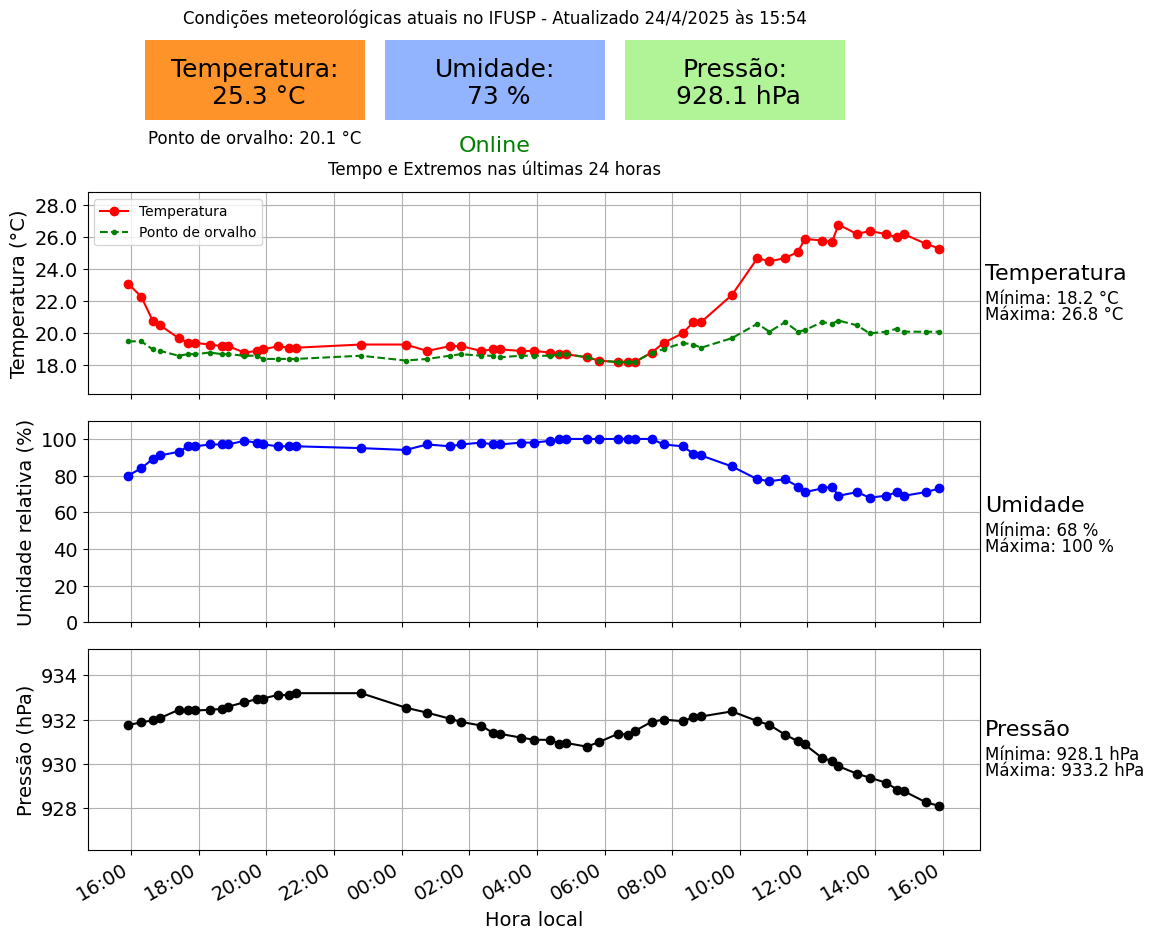 Condições meteorológicas atuais no IFUSP - Atualizado 24/4/2025 às 15:54
Temperatura:
25.3 °C
Umidade:
73 %
Pressão:
928.1 hPa
Ponto de orvalho: 20.1 °C
Online
Tempo e Extremos nas últimas 24 horas
Temperatura (°C)
28.0
26.0
24.0
22.0
20.0
18.0
Temperatura
Ponto de orvalho
Temperatura
Mínima: 18.2 °C
Máxima: 26.8 °C
Umidade relativa (%)
100
80
60
40
20
0
Umidade
Mínima: 68 %
Máxima: 100 %
Pressão (hPa)
934
932
930
928
Pressão
Mínima: 928.1 hPa
Máxima: 933.2 hPa
16:00 18:00 20:00 22:00 00:00 02:00 04:00 06:00 08:00 10:00 12:00 14:00 16:00
Hora local